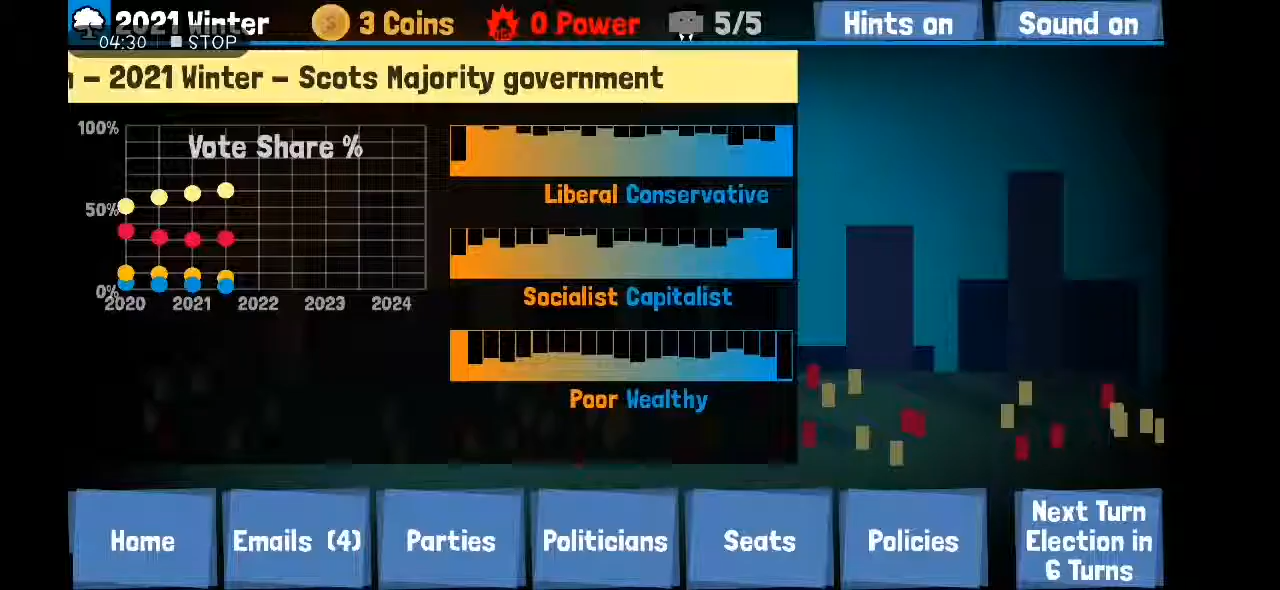 2021 Winter
3 Coins
0 Power
5/5
Hints on
Sound on
04:30 STOP
– 2021 Winter – Scots Majority government
Vote Share %
100%
50%
0%
2020 2021 2022 2023 2024
Liberal Conservative
Socialist Capitalist
Poor Wealthy
Home
Emails (4)
Parties
Politicians
Seats
Policies
Next Turn
Election in
6 Turns